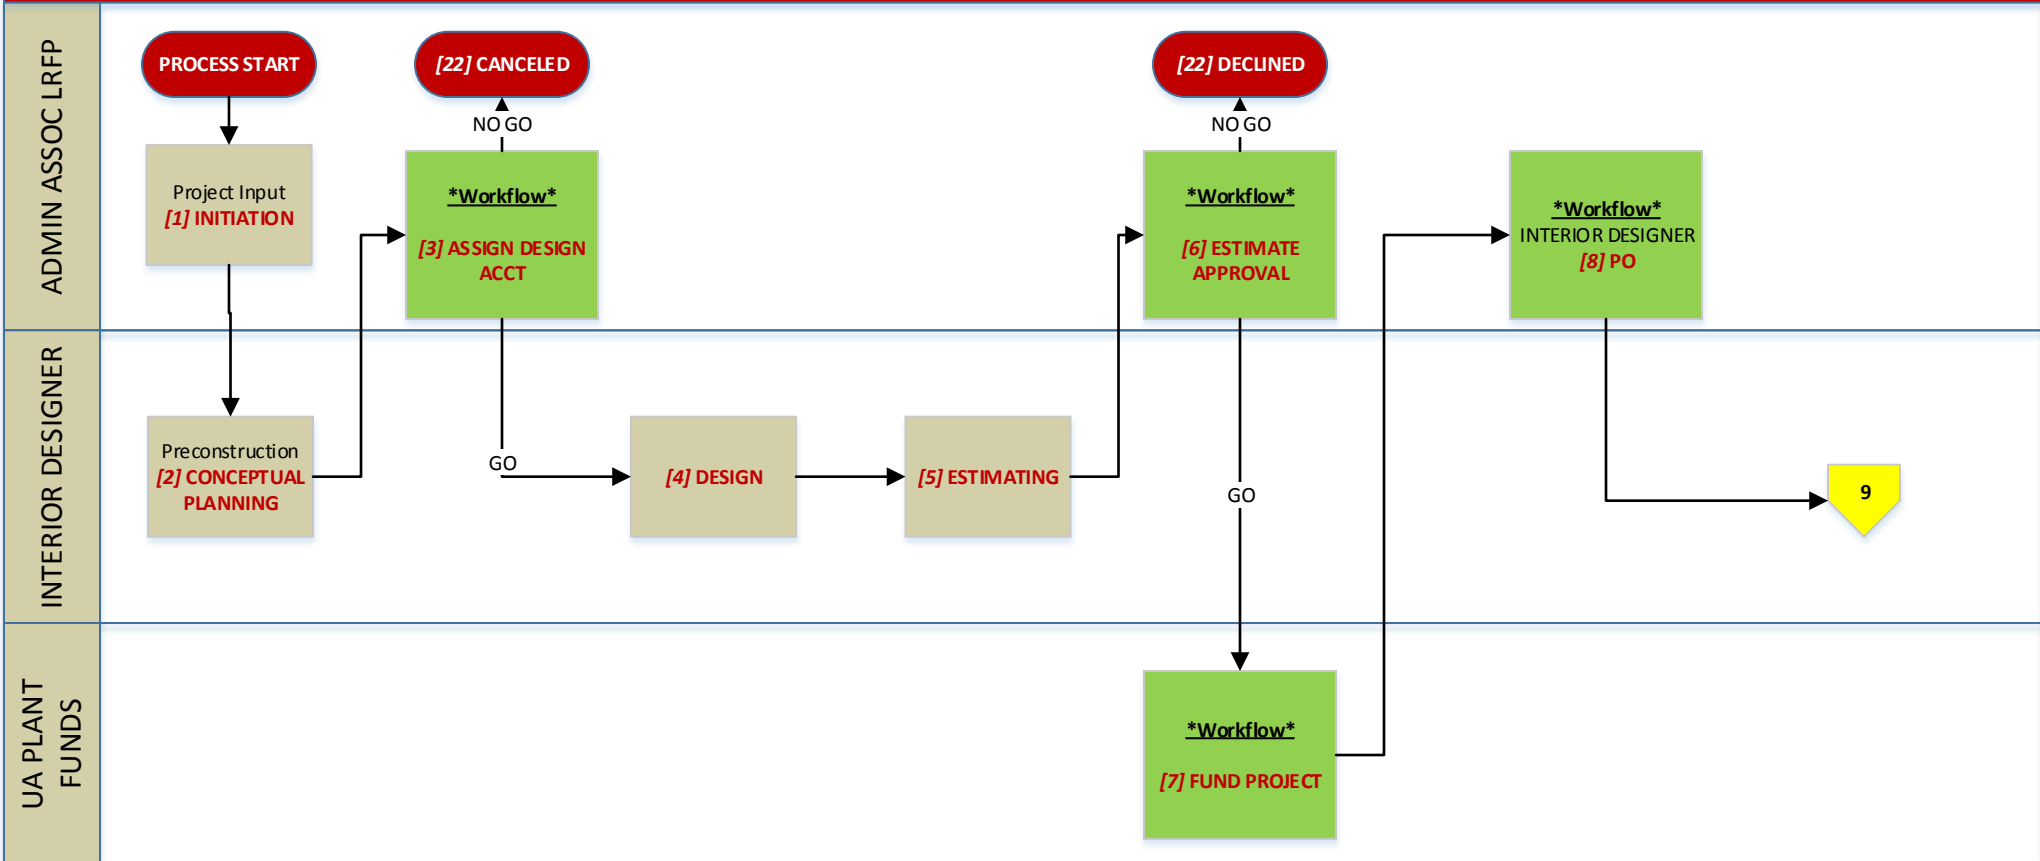 ADMIN ASSOC LRFP
PROCESS START
[22] CANCELED
[22] DECLINED
NO GO
NO GO
Project Input
[1] INITIATION
*Workflow*
[3] ASSIGN DESIGN
ACCT
*Workflow*
[6] ESTIMATE
APPROVAL
*Workflow*
INTERIOR DESIGNER
[8] PO
INTERIOR DESIGNER
Preconstruction
[2] CONCEPTUAL
PLANNING
GO
[4] DESIGN
[5] ESTIMATING
GO
9
UA PLANT
FUNDS
*Workflow*
[7] FUND PROJECT